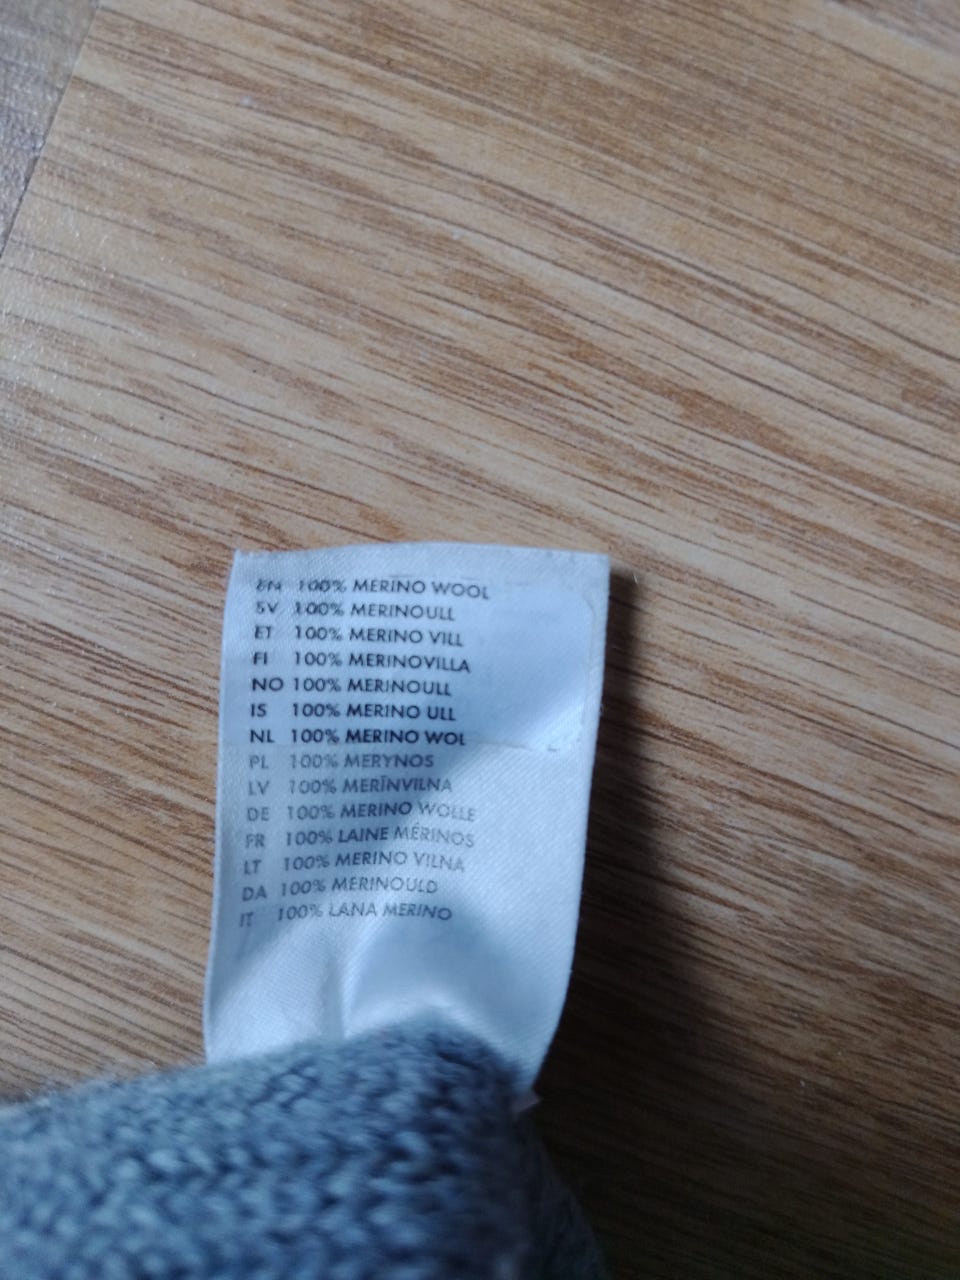 EN 100% MERINO WOOL
SV 100% MERINOULL
ET 100% MERINO VILL
FI 100% MERINOVILLA
NO 100% MERINOULL
IS 100% MERINO ULL
NL 100% MERINO WOL
PL 100% MERYNOS
LV 100% MERĪNVILNA
DE 100% MERINO WOLLE
FR 100% LAINE MÉRINOS
LT 100% MERINO VILNA
DA 100% MERINOULD
IT 100% LANA MERINO